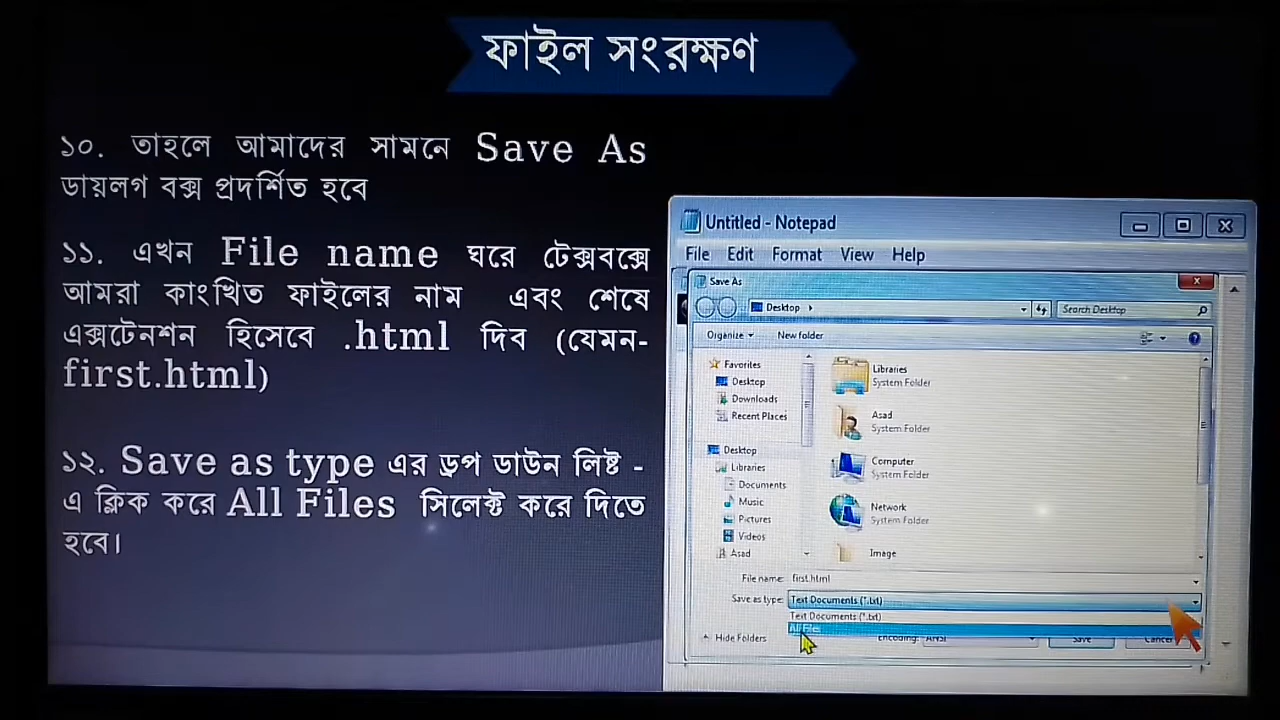 ফাইল সংরক্ষণ
১০. তাহলে আমাদের সামনে Save As
ডায়লগ বক্স প্রদর্শিত হবে
১১. এখন File name ঘরে টেক্সবক্সে
আমরা কাংখিত ফাইলের নাম এবং শেষে
এক্সটেনশন হিসেবে .html দিব (যেমন-
first.html)
১২. Save as type এর ড্রপ ডাউন লিষ্ট -
এ ক্লিক করে All Files সিলেক্ট করে দিতে
হবে।
Untitled - Notepad
File Edit Format View Help
Save As
Desktop
Search Desktop
Organize
New folder
Favorites
Desktop
Downloads
Recent Places
Desktop
Libraries
Documents
Music
Pictures
Videos
Asad
Libraries
System Folder
Asad
System Folder
Computer
System Folder
Network
System Folder
Image
File name: first.html
Save as type: Text Documents (*.txt)
Text Documents (*.txt)
All Files
Hide Folders
Encoding: ANSI
Save
Cancel